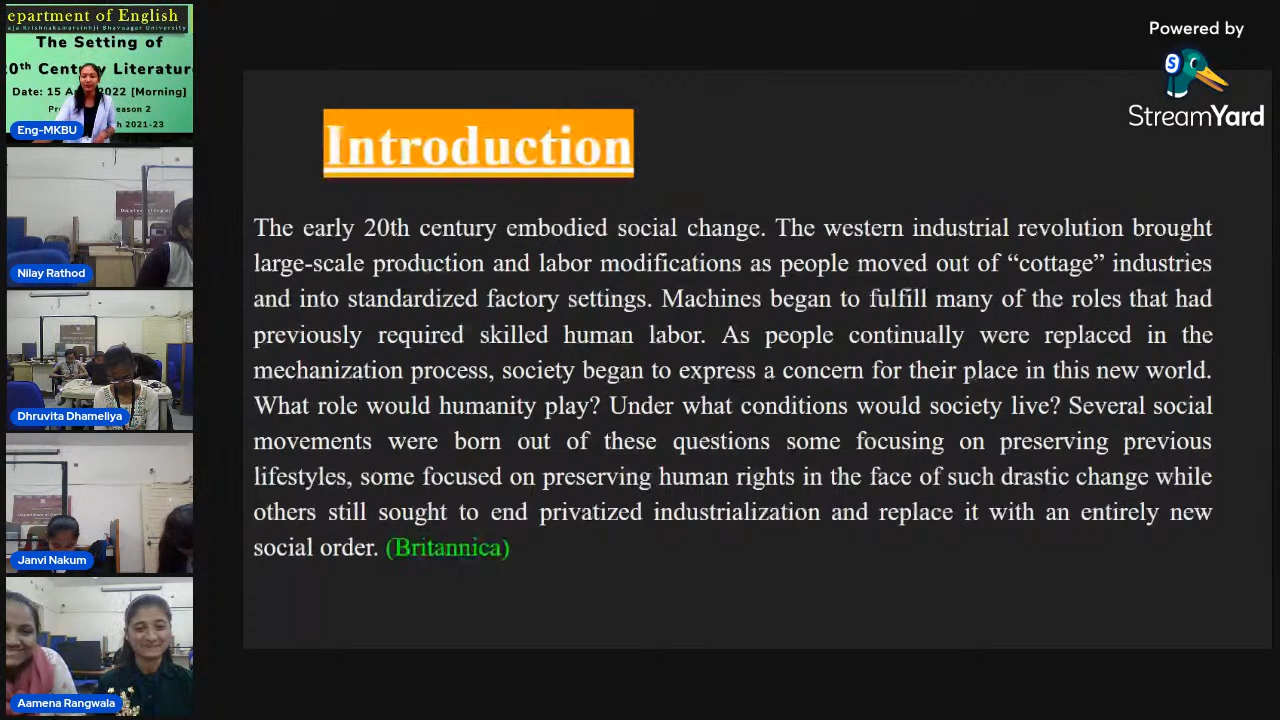 epartment of English
aja Krishnakumarsinhji Bhavnagar University
The Setting of
20th Century Literature
Date: 15 Ap 2022 [Morning]
eason 2
h 2021-23
Eng-MKBU
Nilay Rathod
Dhruvita Dhameliya
Janvi Nakum
Aamena Rangwala
Powered by
S
StreamYard
Introduction
The early 20th century embodied social change. The western industrial revolution brought
large-scale production and labor modifications as people moved out of “cottage” industries
and into standardized factory settings. Machines began to fulfill many of the roles that had
previously required skilled human labor. As people continually were replaced in the
mechanization process, society began to express a concern for their place in this new world.
What role would humanity play? Under what conditions would society live? Several social
movements were born out of these questions some focusing on preserving previous
lifestyles, some focused on preserving human rights in the face of such drastic change while
others still sought to end privatized industrialization and replace it with an entirely new
social order. (Britannica)